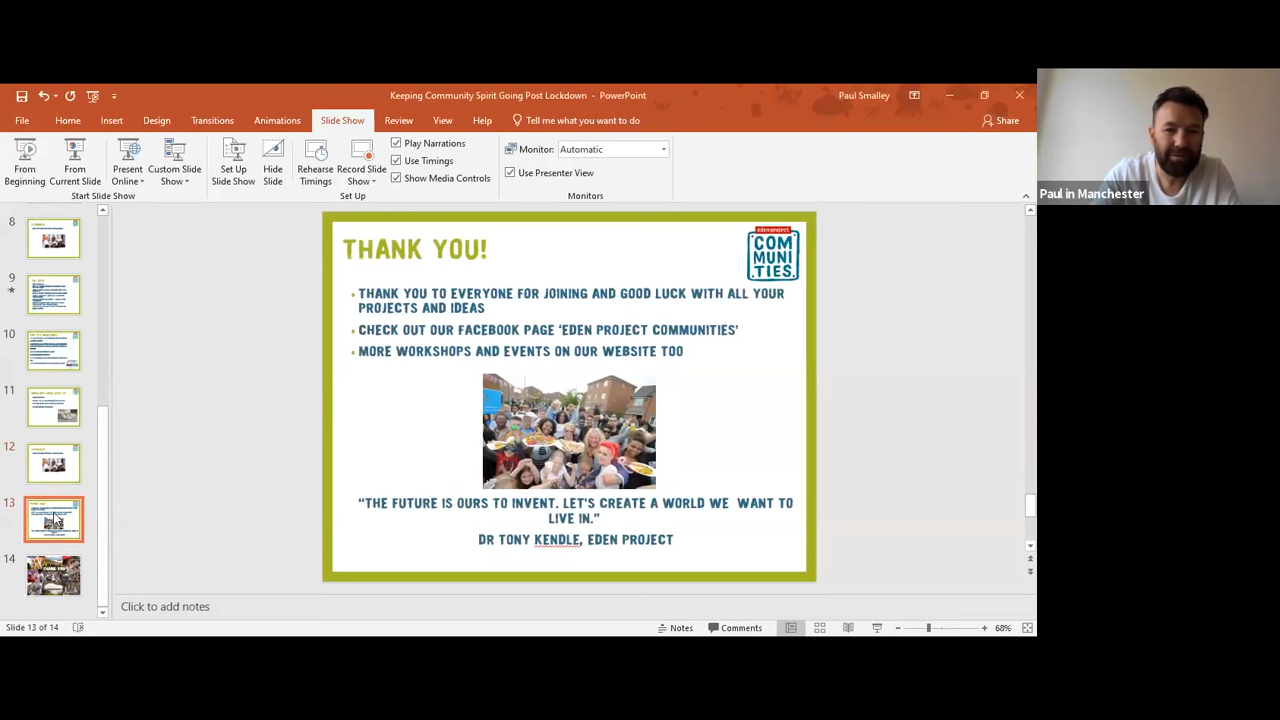 Keeping Community Spirit Going Post Lockdown - PowerPoint
Paul Smalley
File
Home
Insert
Design
Transitions
Animations
Slide Show
Review
View
Help
Tell me what you want to do
Share
From
Beginning
From
Current Slide
Present
Online
Custom Slide
Show
Start Slide Show
Set Up
Slide Show
Hide
Slide
Rehearse
Timings
Record Slide
Show
Play Narrations
Use Timings
Show Media Controls
Set Up
Monitor: Automatic
Use Presenter View
Monitors
Paul in Manchester
8
9
10
11
12
13
14
THANK YOU!
eden project
COM
MUNI
TIES.
• THANK YOU TO EVERYONE FOR JOINING AND GOOD LUCK WITH ALL YOUR
PROJECTS AND IDEAS
• CHECK OUT OUR FACEBOOK PAGE ‘EDEN PROJECT COMMUNITIES’
• MORE WORKSHOPS AND EVENTS ON OUR WEBSITE TOO
“THE FUTURE IS OURS TO INVENT. LET’S CREATE A WORLD WE WANT TO
LIVE IN.”
DR TONY KENDLE, EDEN PROJECT
Click to add notes
Slide 13 of 14
Notes
Comments
68%